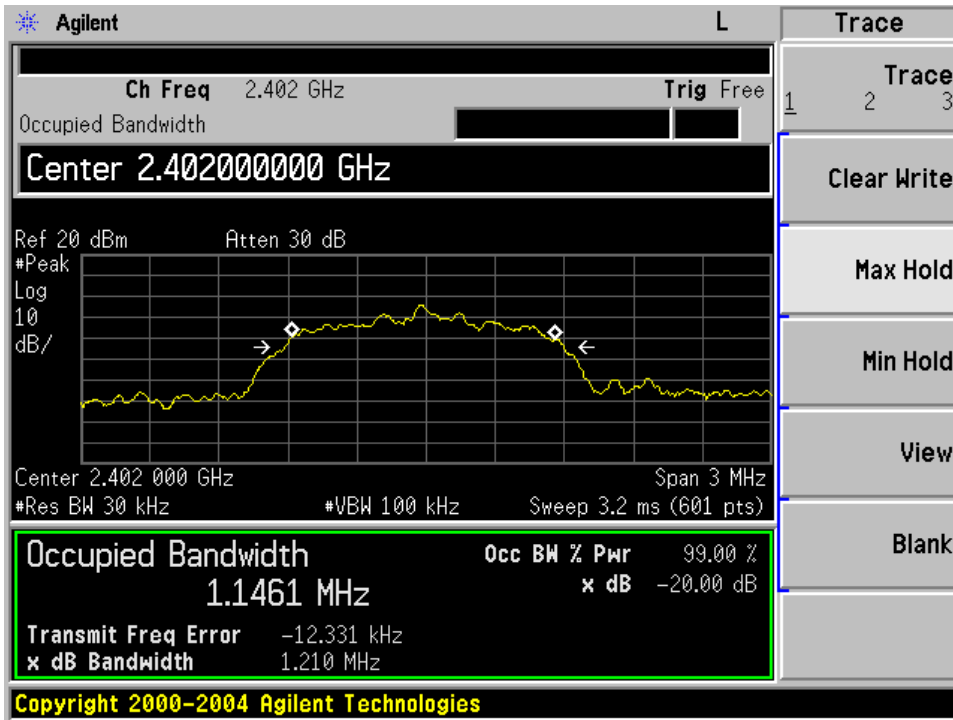 Agilent L Trace
Ch Freq 2.402 GHz Trig Free
Occupied Bandwidth
Center 2.402000000 GHz
Ref 20 dBm Atten 30 dB
#Peak
Log
10
dB/
Center 2.402 000 GHz Span 3 MHz
#Res BW 30 kHz #VBW 100 kHz Sweep 3.2 ms (601 pts)
Occupied Bandwidth Occ BW % Pwr 99.00 %
1.1461 MHz x dB -20.00 dB
Transmit Freq Error -12.331 kHz
x dB Bandwidth 1.210 MHz
Copyright 2000-2004 Agilent Technologies
Trace
1 2 3
Clear Write
Max Hold
Min Hold
View
Blank